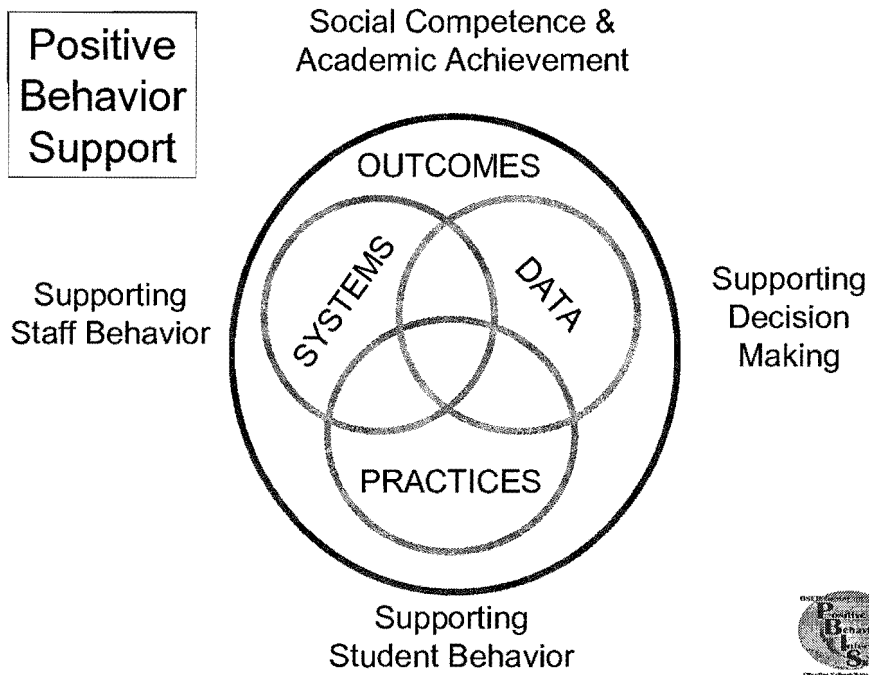 Positive
Behavior
Support
Social Competence &
Academic Achievement
OUTCOMES
SYSTEMS
DATA
PRACTICES
Supporting
Staff Behavior
Supporting
Decision
Making
Supporting
Student Behavior